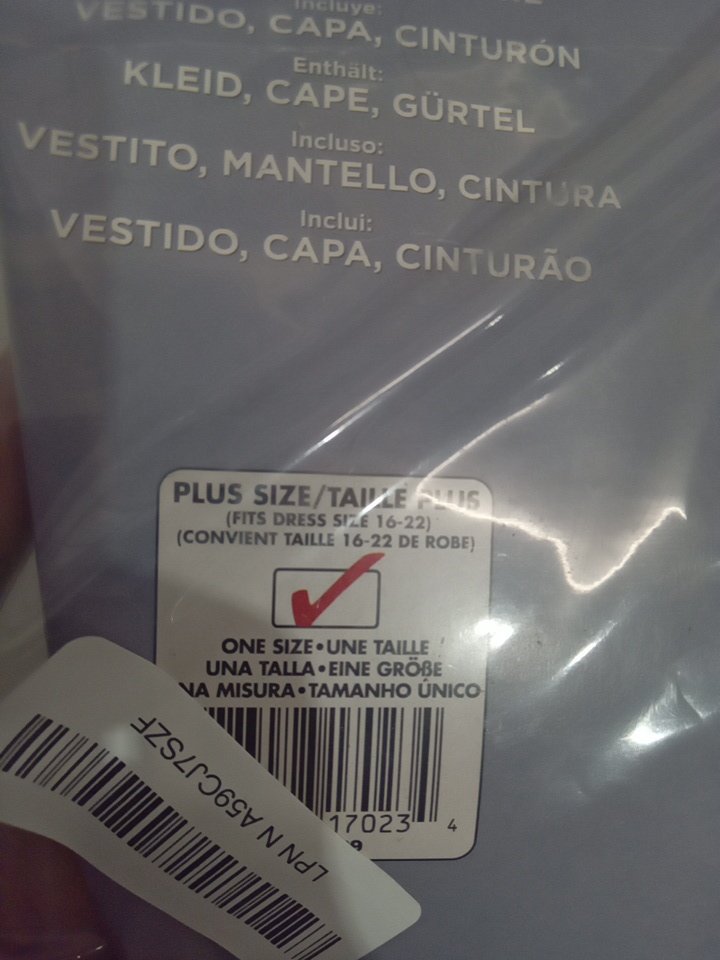 Incluye:
VESTIDO, CAPA, CINTURÓN
Enthält:
KLEID, CAPE, GÜRTEL
Incluso:
VESTITO, MANTELLO, CINTURA
Inclui:
VESTIDO, CAPA, CINTURÃO
PLUS SIZE/TAILLE PLUS
(FITS DRESS SIZE 16-22)
(CONVIENT TAILLE 16-22 DE ROBE)
ONE SIZE•UNE TAILLE
UNA TALLA•EINE GRÖßE
NA MISURA•TAMANHO ÚNICO
17023 4
9
LPN N A59CJ7SZF